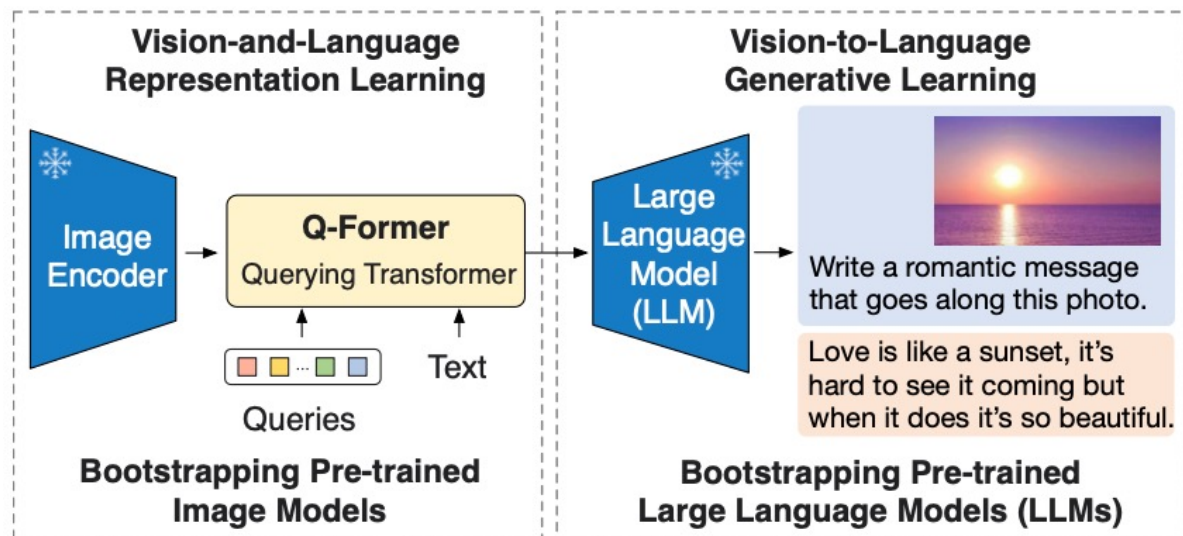 Vision-and-Language
Representation Learning
Image
Encoder
Q-Former
Querying Transformer
...
Queries
Text
Bootstrapping Pre-trained
Image Models
Vision-to-Language
Generative Learning
Large
Language
Model
(LLM)
Write a romantic message
that goes along this photo.
Love is like a sunset, it's
hard to see it coming but
when it does it's so beautiful.
Bootstrapping Pre-trained
Large Language Models (LLMs)